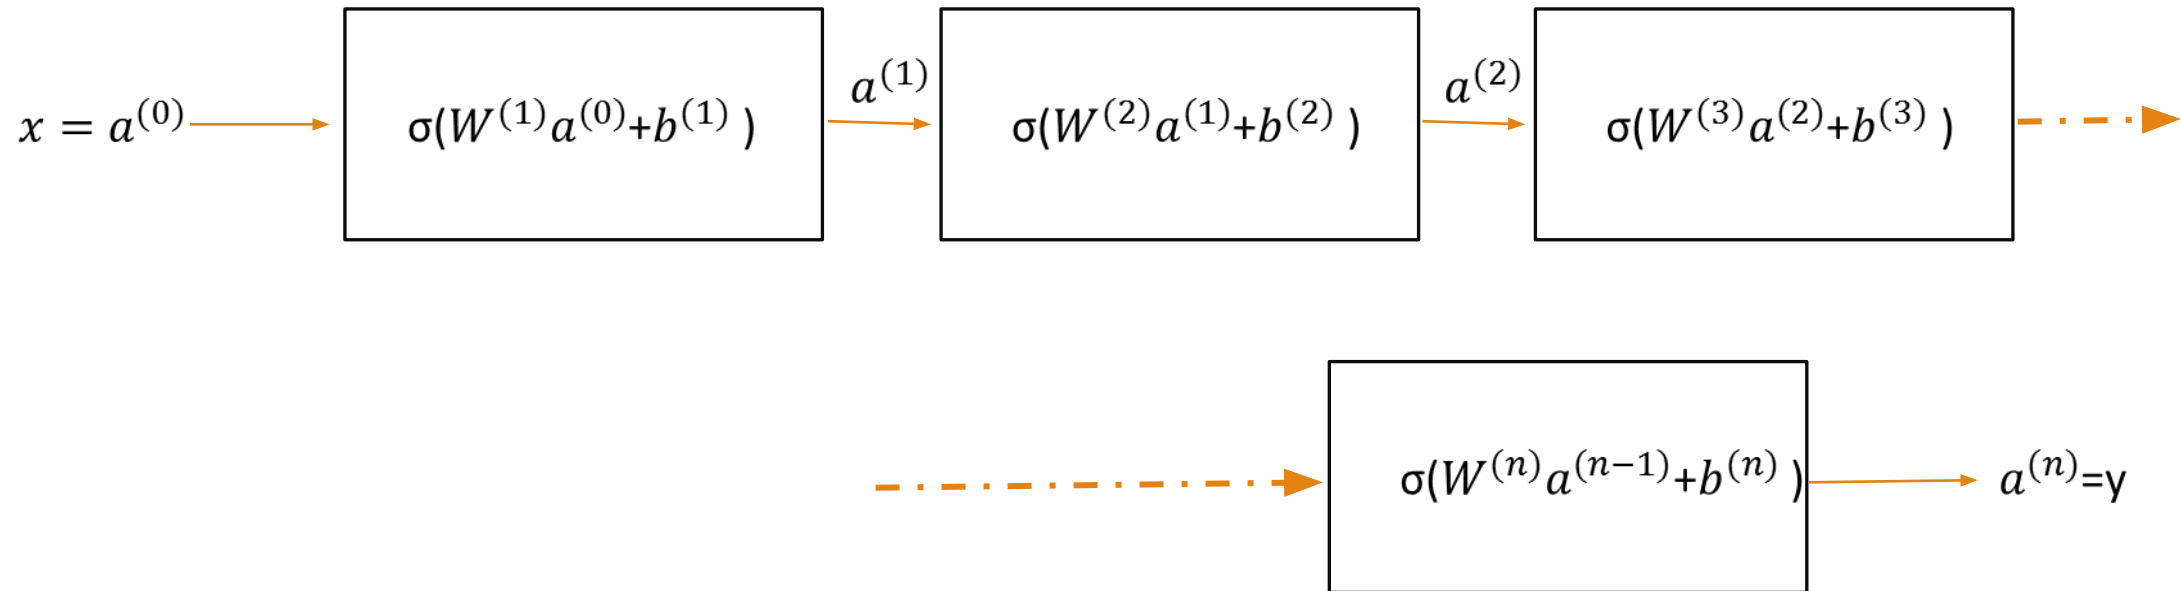 x = a^(0)
σ(W^(1)a^(0)+b^(1) )
a^(1)
σ(W^(2)a^(1)+b^(2) )
a^(2)
σ(W^(3)a^(2)+b^(3) )
σ(W^(n)a^(n−1)+b^(n) )
a^(n)=y